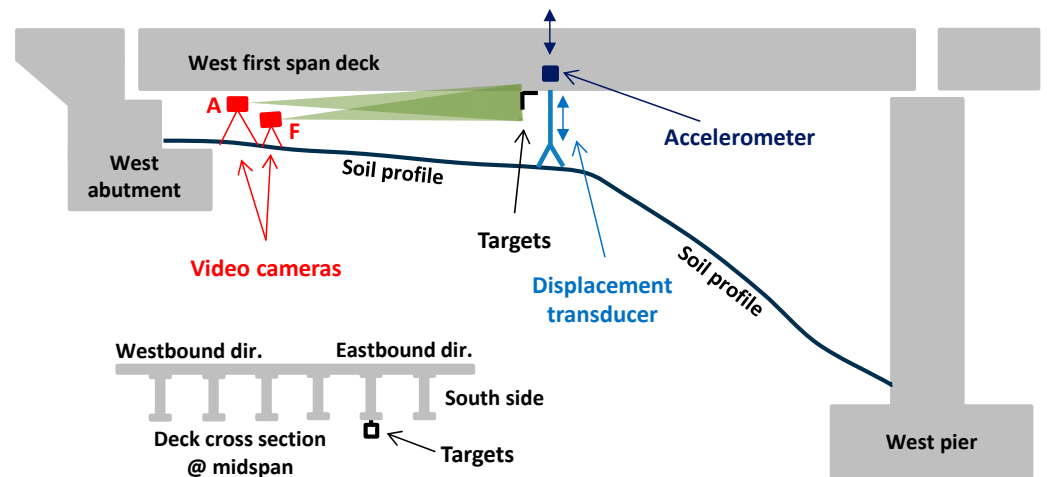 West first span deck
A
F
Accelerometer
West
abutment
Soil profile
Targets
Video cameras
Displacement
transducer
Soil profile
Westbound dir.
Eastbound dir.
South side
Deck cross section
@ midspan
Targets
West pier